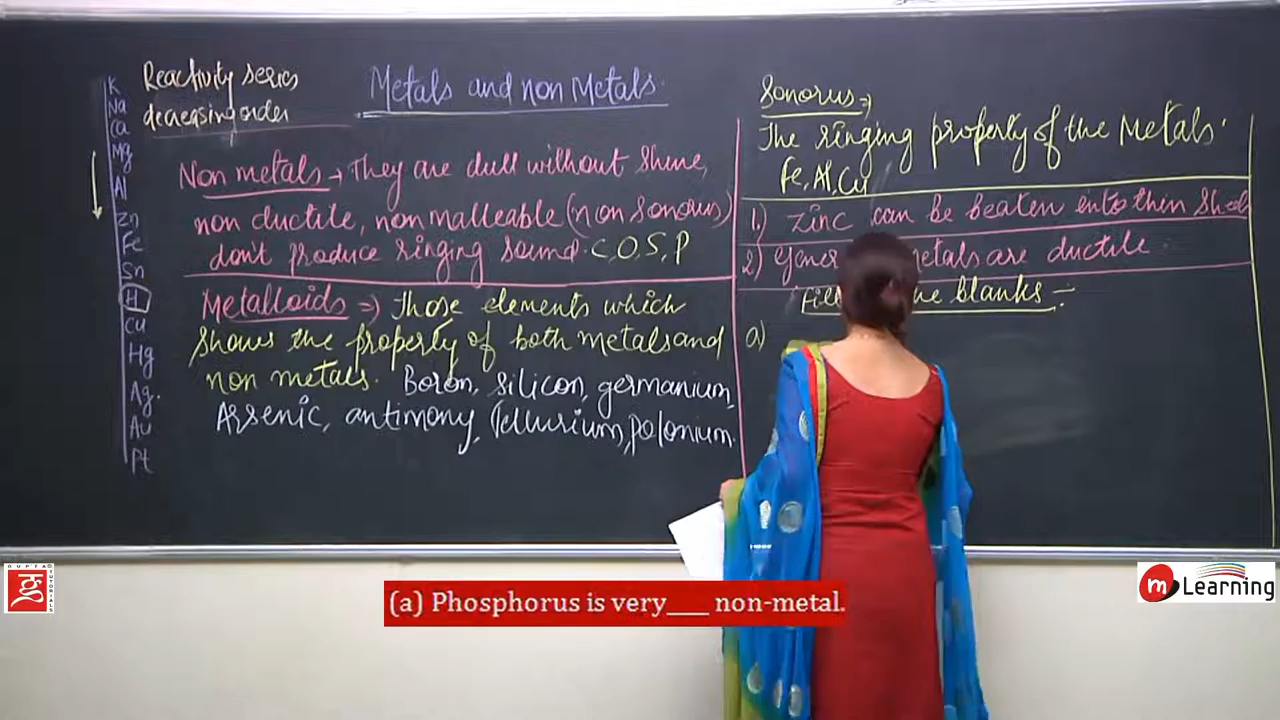 K
Na
Ca
Mg
Al
Zn
Fe
Sn
H
Cu
Hg
Ag.
Au
Pt
Reactivity series
decreasing order
Metals and non Metals.
Non metals → They are dull without shine,
non ductile, non malleable (non sonorus)
don't produce ringing sound. C, O, S, P
Metalloids ⇒ Those elements which
shows the property of both metals and
non metals. Boron, silicon, germanium,
Arsenic, antimony, Tellurium, polonium.
Sonorus ⇒
The ringing property of the Metals.
Fe, Al, Cu
1.) Zinc can be beaten into thin
2) metals are ductile.
blanks :-
a)
(a) Phosphorus is very___ non-metal.
GUPTA TUTORIALS
m Learning